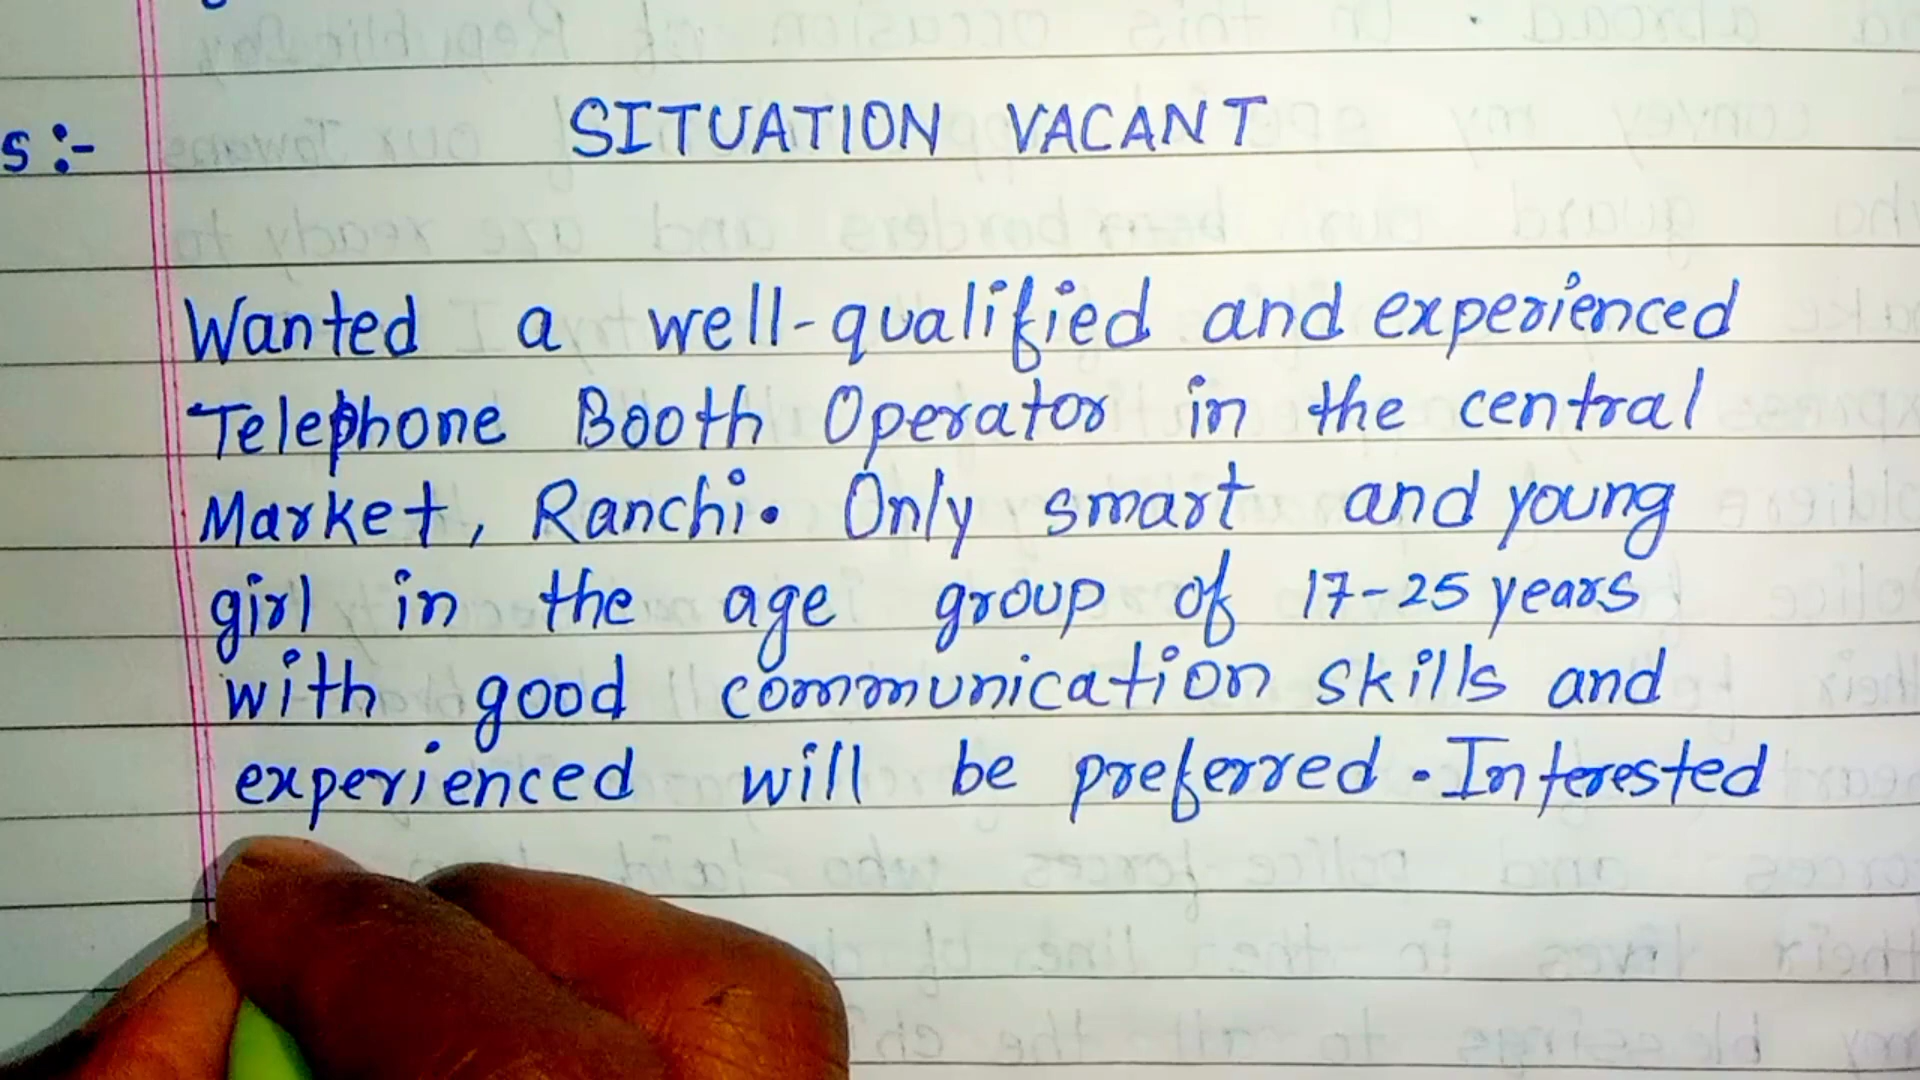 SITUATION VACANT
s:-
Wanted a well-qualified and experienced
Telephone Booth Operator in the central
Market, Ranchi. Only smart and young
girl in the age group of 17-25 years
with good communication skills and
experienced will be preferred. Interested